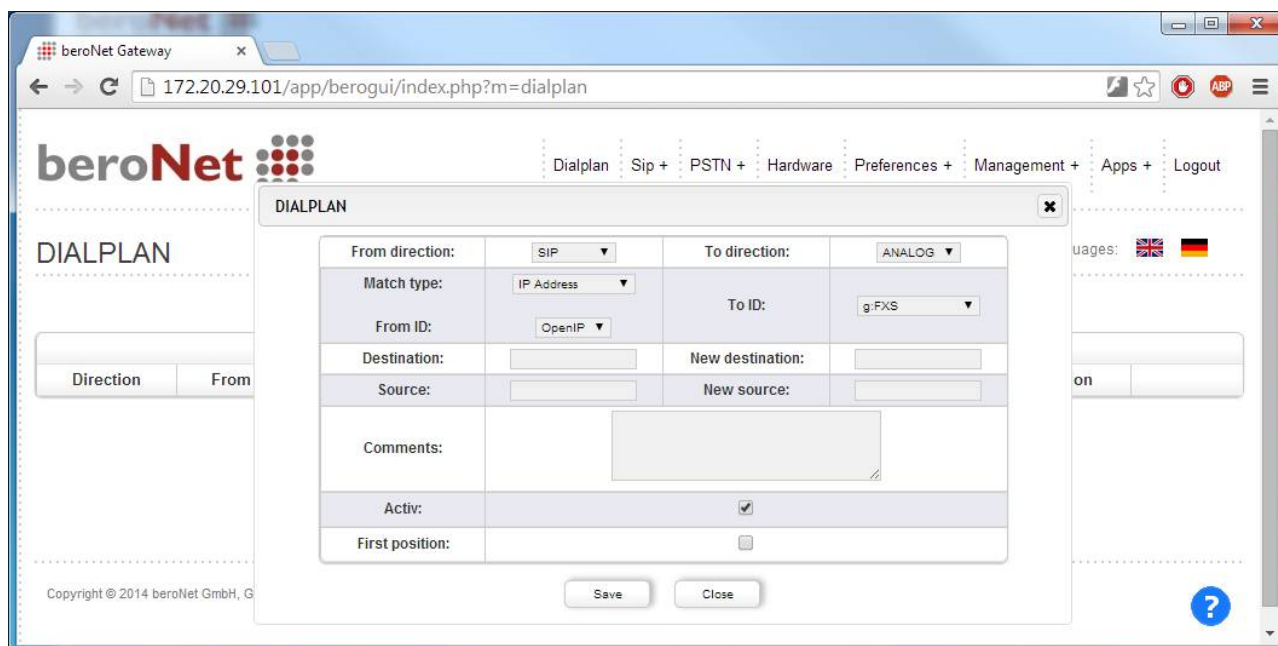 beroNet Gateway
172.20.29.101/app/berogui/index.php?m=dialplan
ABP
beroNet
Dialplan Sip + PSTN + Hardware Preferences + Management + Apps + Logout
DIALPLAN
DIALPLAN
uages:
From direction: SIP To direction: ANALOG
Match type: IP Address
To ID: g:FXS
From ID: OpenIP
Destination: New destination:
Direction From on
Source: New source:
Comments:
Activ:
First position:
Save Close
Copyright © 2014 beroNet GmbH, G
?